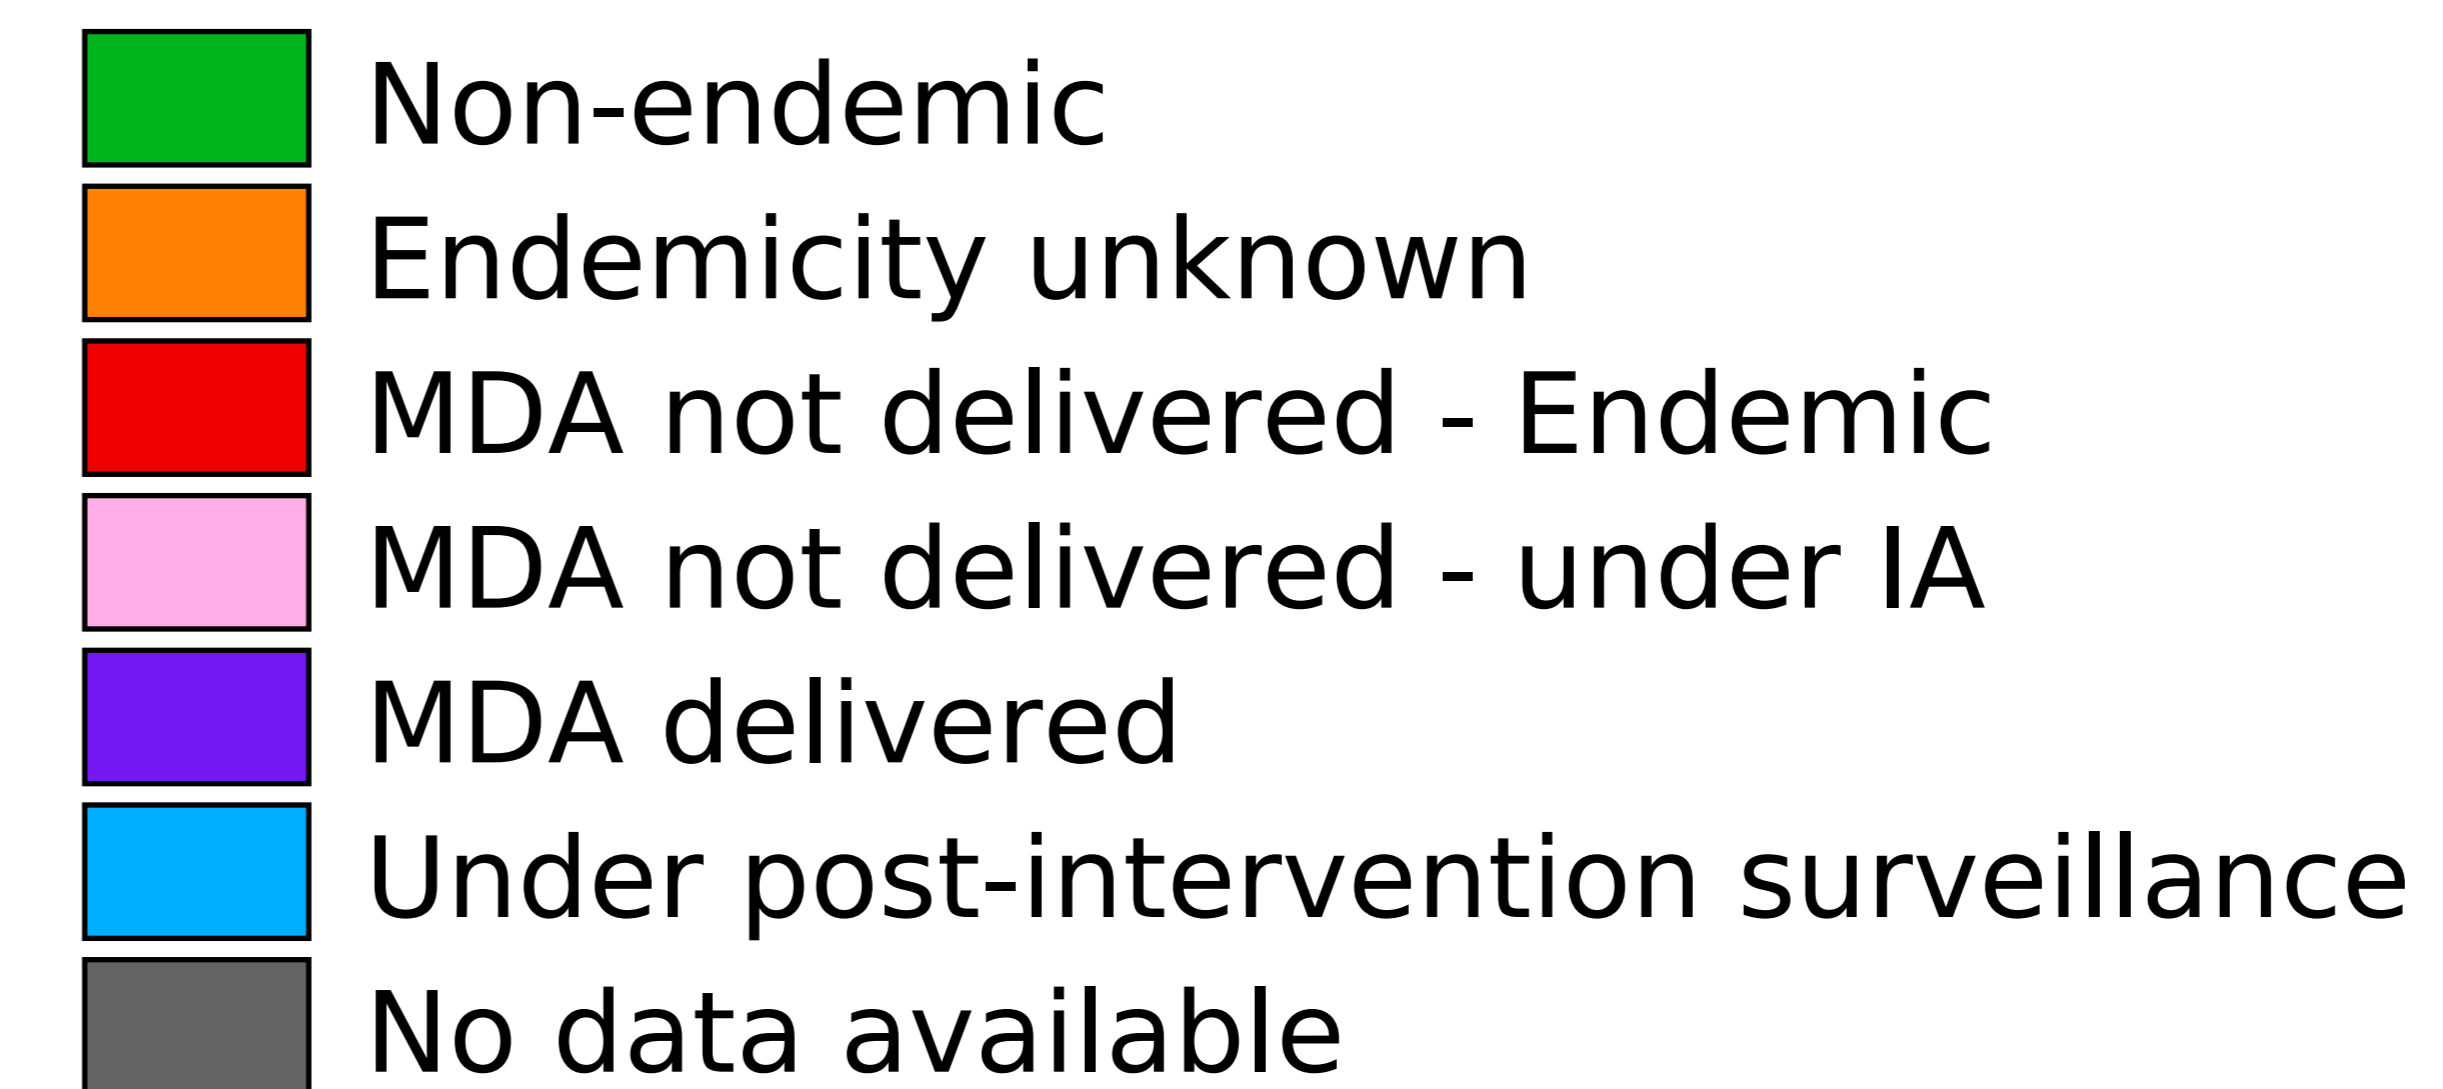 Non-endemic
Endemicity unknown
MDA not delivered - Endemic
MDA not delivered - under IA
MDA delivered
Under post-intervention surveillance
No data available